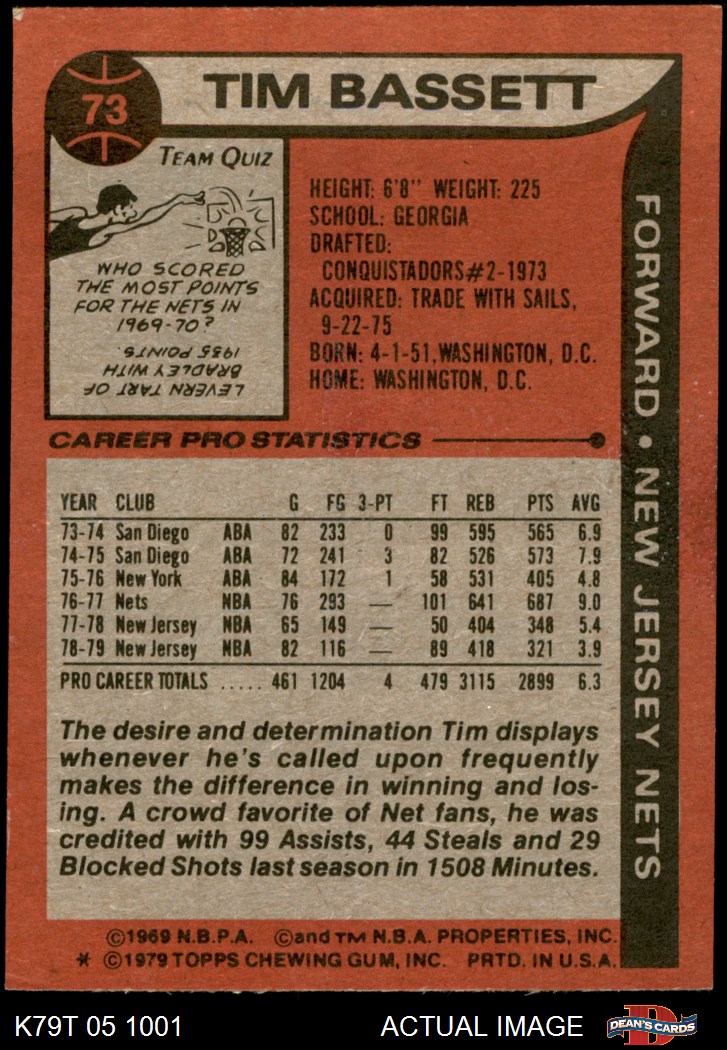 73
TIM BASSETT
TEAM QUIZ
WHO SCORED
THE MOST POINTS
FOR THE NETS IN
1969-70?
LEVERN TART OF
BRADLEY WITH
1955 POINTS.
HEIGHT: 6'8" WEIGHT: 225
SCHOOL: GEORGIA
DRAFTED:
CONQUISTADORS #2-1973
ACQUIRED: TRADE WITH SAILS,
9-22-75
BORN: 4-1-51, WASHINGTON, D.C.
HOME: WASHINGTON, D.C.
FORWARD • NEW JERSEY NETS
CAREER PRO STATISTICS
YEAR CLUB G FG 3-PT FT REB PTS AVG
73-74 San Diego ABA 82 233 0 99 595 565 6.9
74-75 San Diego ABA 72 241 3 82 526 573 7.9
75-76 New York ABA 84 172 1 58 531 405 4.8
76-77 Nets NBA 76 293 — 101 641 687 9.0
77-78 New Jersey NBA 65 149 — 50 404 348 5.4
78-79 New Jersey NBA 82 116 — 89 418 321 3.9
PRO CAREER TOTALS ..... 461 1204 4 479 3115 2899 6.3
The desire and determination Tim displays
whenever he's called upon frequently
makes the difference in winning and los-
ing. A crowd favorite of Net fans, he was
credited with 99 Assists, 44 Steals and 29
Blocked Shots last season in 1508 Minutes.
©1969 N.B.P.A. ©and TM N.B.A. PROPERTIES, INC.
* ©1979 TOPPS CHEWING GUM, INC. PRTD. IN U.S.A.
K79T 05 1001
ACTUAL IMAGE
DEAN'S CARDS